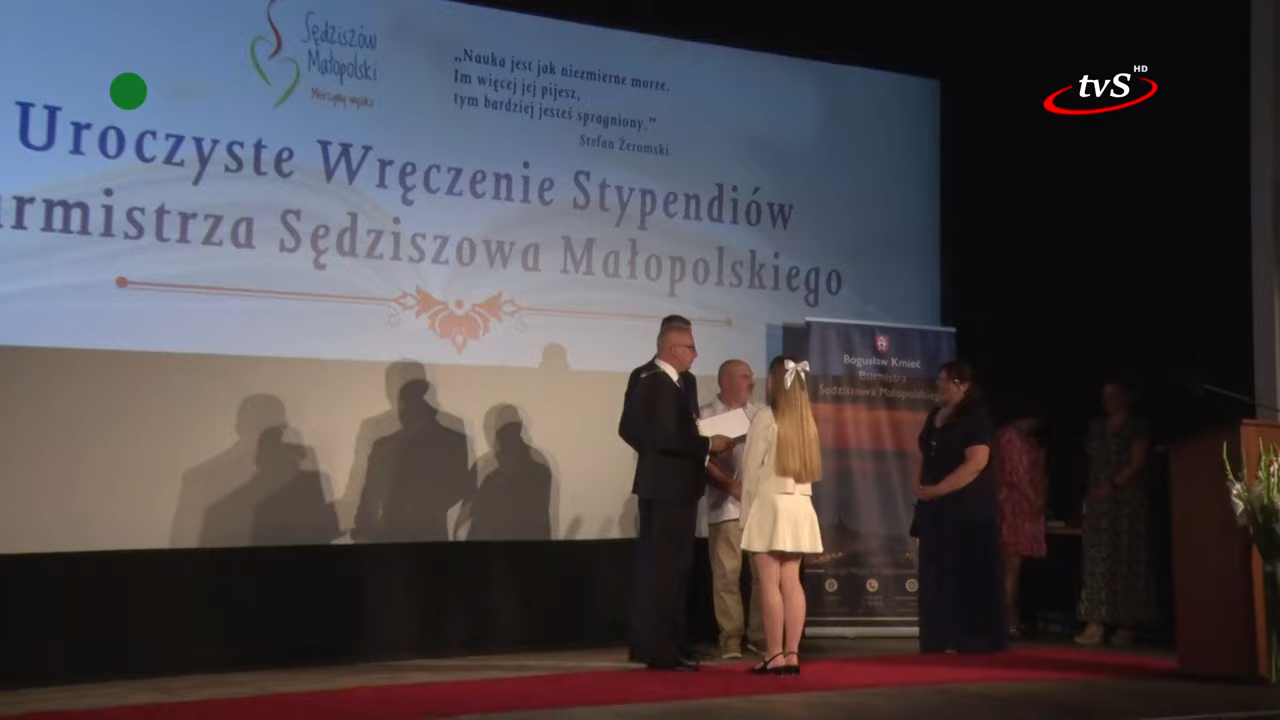 Sędziszów
Małopolski
„Nauka jest jak niezmierne morze.
Im więcej jej pijesz,
tym bardziej jesteś spragniony.”
Stefan Żeromski
Uroczyste Wręczenie Stypendiów
rmistrza Sędziszowa Małopolskiego
tvS HD
Bogusław Kmieć
Burmistrz
Sędziszowa Małopolskiego